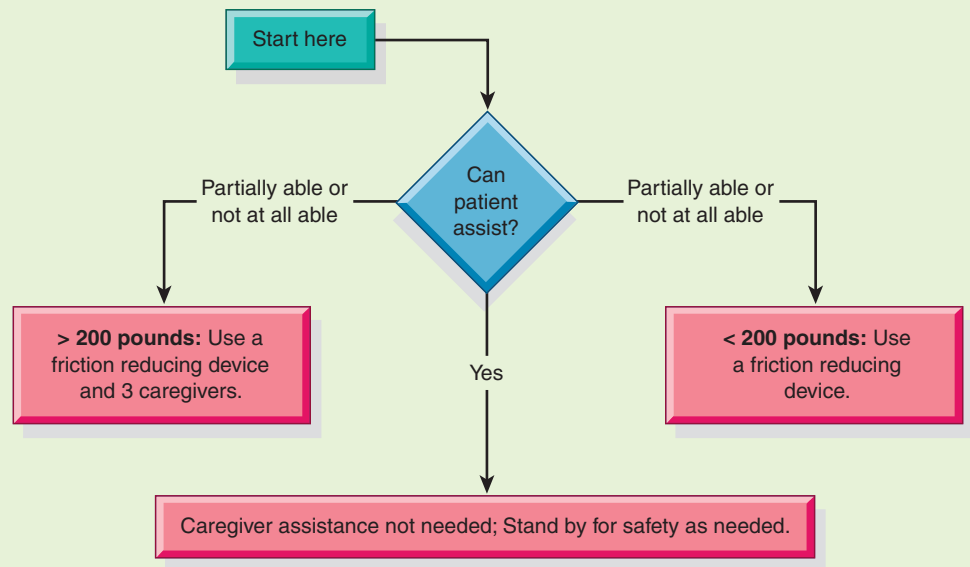 Start here
Can
patient
assist?
Partially able or
not at all able
Partially able or
not at all able
> 200 pounds: Use a
friction reducing device
and 3 caregivers.
< 200 pounds: Use
a friction reducing
device.
Yes
Caregiver assistance not needed; Stand by for safety as needed.